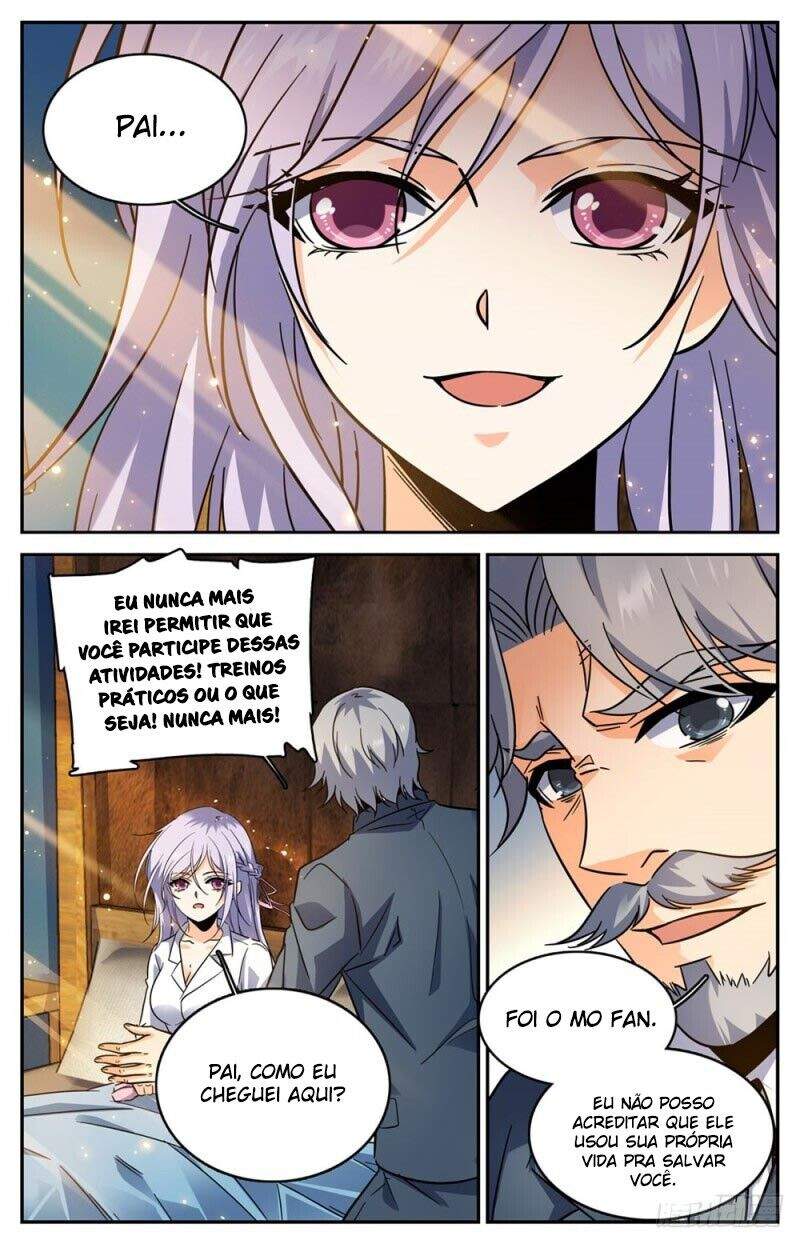 PAI...
EU NUNCA MAIS
IREI PERMITIR QUE
VOCÊ PARTICIPE DESSAS
ATIVIDADES! TREINOS
PRÁTICOS OU O QUE
SEJA! NUNCA MAIS!
PAI, COMO EU
CHEGUEI AQUI?
FOI O MO FAN.
EU NÃO POSSO
ACREDITAR QUE ELE
USOU SUA PRÓPRIA
VIDA PRA SALVAR
VOCÊ.